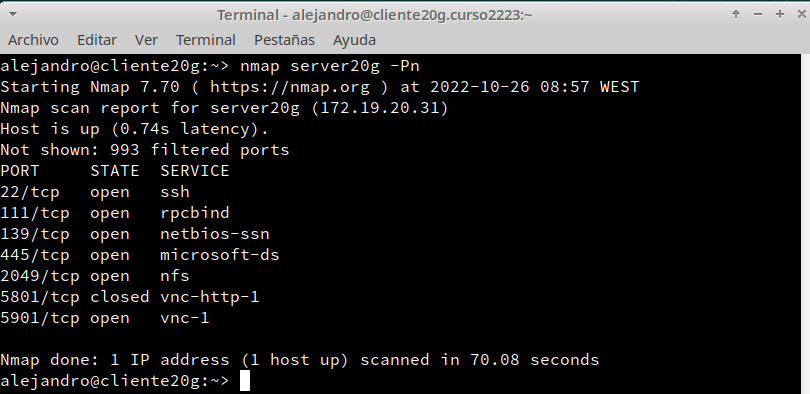 Terminal - alejandro@cliente20g.curso2223:~
Archivo Editar Ver Terminal Pestañas Ayuda
alejandro@cliente20g:~> nmap server20g -Pn
Starting Nmap 7.70 ( https://nmap.org ) at 2022-10-26 08:57 WEST
Nmap scan report for server20g (172.19.20.31)
Host is up (0.74s latency).
Not shown: 993 filtered ports
PORT     STATE  SERVICE
22/tcp   open   ssh
111/tcp  open   rpcbind
139/tcp  open   netbios-ssn
445/tcp  open   microsoft-ds
2049/tcp open   nfs
5801/tcp closed vnc-http-1
5901/tcp open   vnc-1
Nmap done: 1 IP address (1 host up) scanned in 70.08 seconds
alejandro@cliente20g:~>